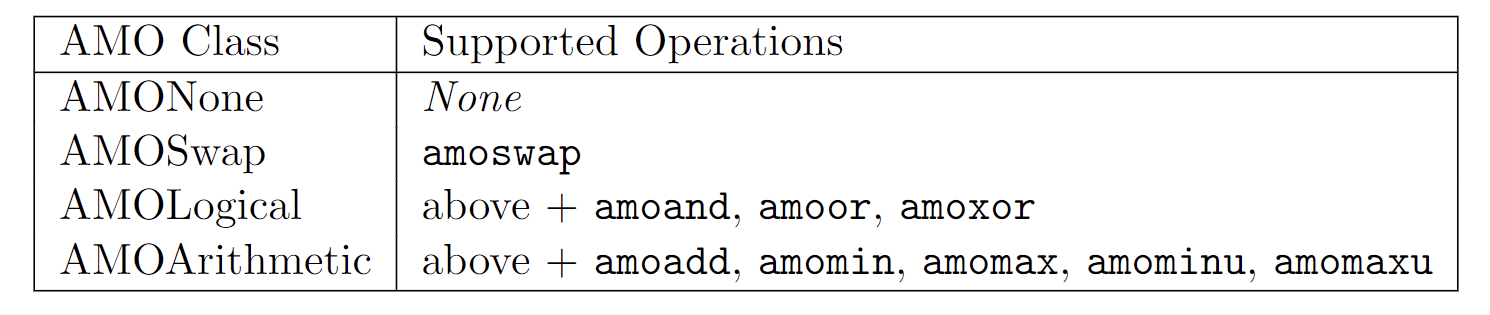 AMO Class Supported Operations
AMONone None
AMOSwap amoswap
AMOLogical above + amoand, amoor, amoxor
AMOArithmetic above + amoadd, amomin, amomax, amominu, amomaxu